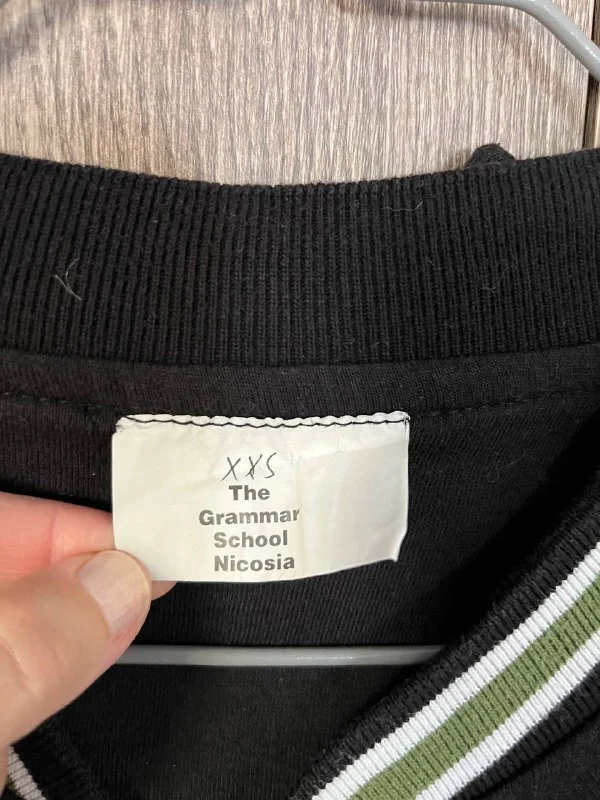 XXS
The
Grammar
School
Nicosia